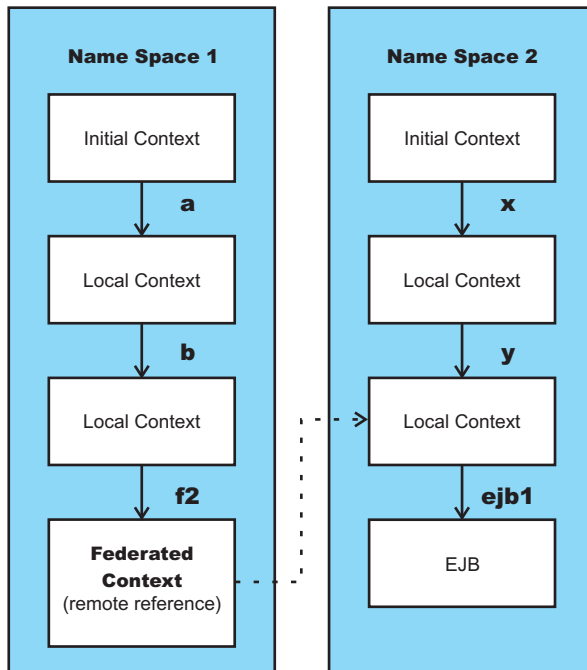 Name Space 1
Initial Context
a
Local Context
b
Local Context
f2
Federated
Context
(remote reference)
Name Space 2
Initial Context
x
Local Context
y
Local Context
ejb1
EJB